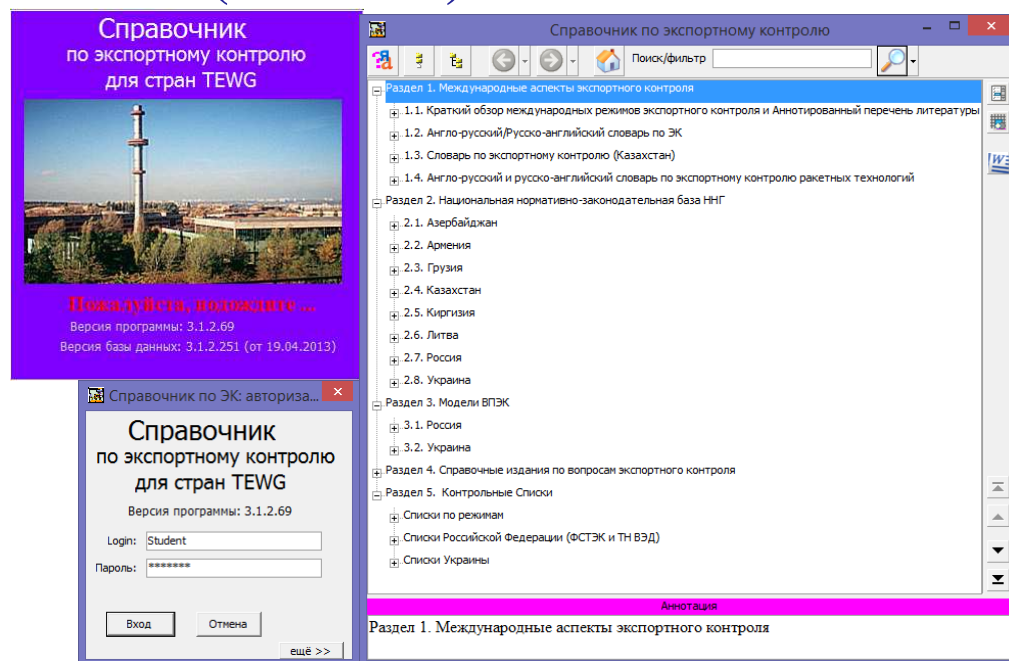 Справочник
по экспортному контролю
для стран TEWG
Пожалуйста, подождите ...
Версия программы: 3.1.2.69
Версия базы данных: 3.1.2.251 (от 19.04.2013)
Справочник по ЭК: авториза...
Справочник
по экспортному контролю
для стран TEWG
Версия программы: 3.1.2.69
Login: Student
Пароль: *******
Вход Отмена
ещё >>
Справочник по экспортному контролю
Поиск/фильтр
Раздел 1. Международные аспекты экспортного контроля
1.1. Краткий обзор международных режимов экспортного контроля и Аннотированный перечень литературы
1.2. Англо-русский/Русско-английский словарь по ЭК
1.3. Словарь по экспортному контролю (Казахстан)
1.4. Англо-русский и русско-английский словарь по экспортному контролю ракетных технологий
Раздел 2. Национальная нормативно-законодательная база ННГ
2.1. Азербайджан
2.2. Армения
2.3. Грузия
2.4. Казахстан
2.5. Киргизия
2.6. Литва
2.7. Россия
2.8. Украина
Раздел 3. Модели ВПЭК
3.1. Россия
3.2. Украина
Раздел 4. Справочные издания по вопросам экспортного контроля
Раздел 5. Контрольные Списки
Списки по режимам
Списки Российской Федерации (ФСТЭК и ТН ВЭД)
Списки Украины
Аннотация
Раздел 1. Международные аспекты экспортного контроля